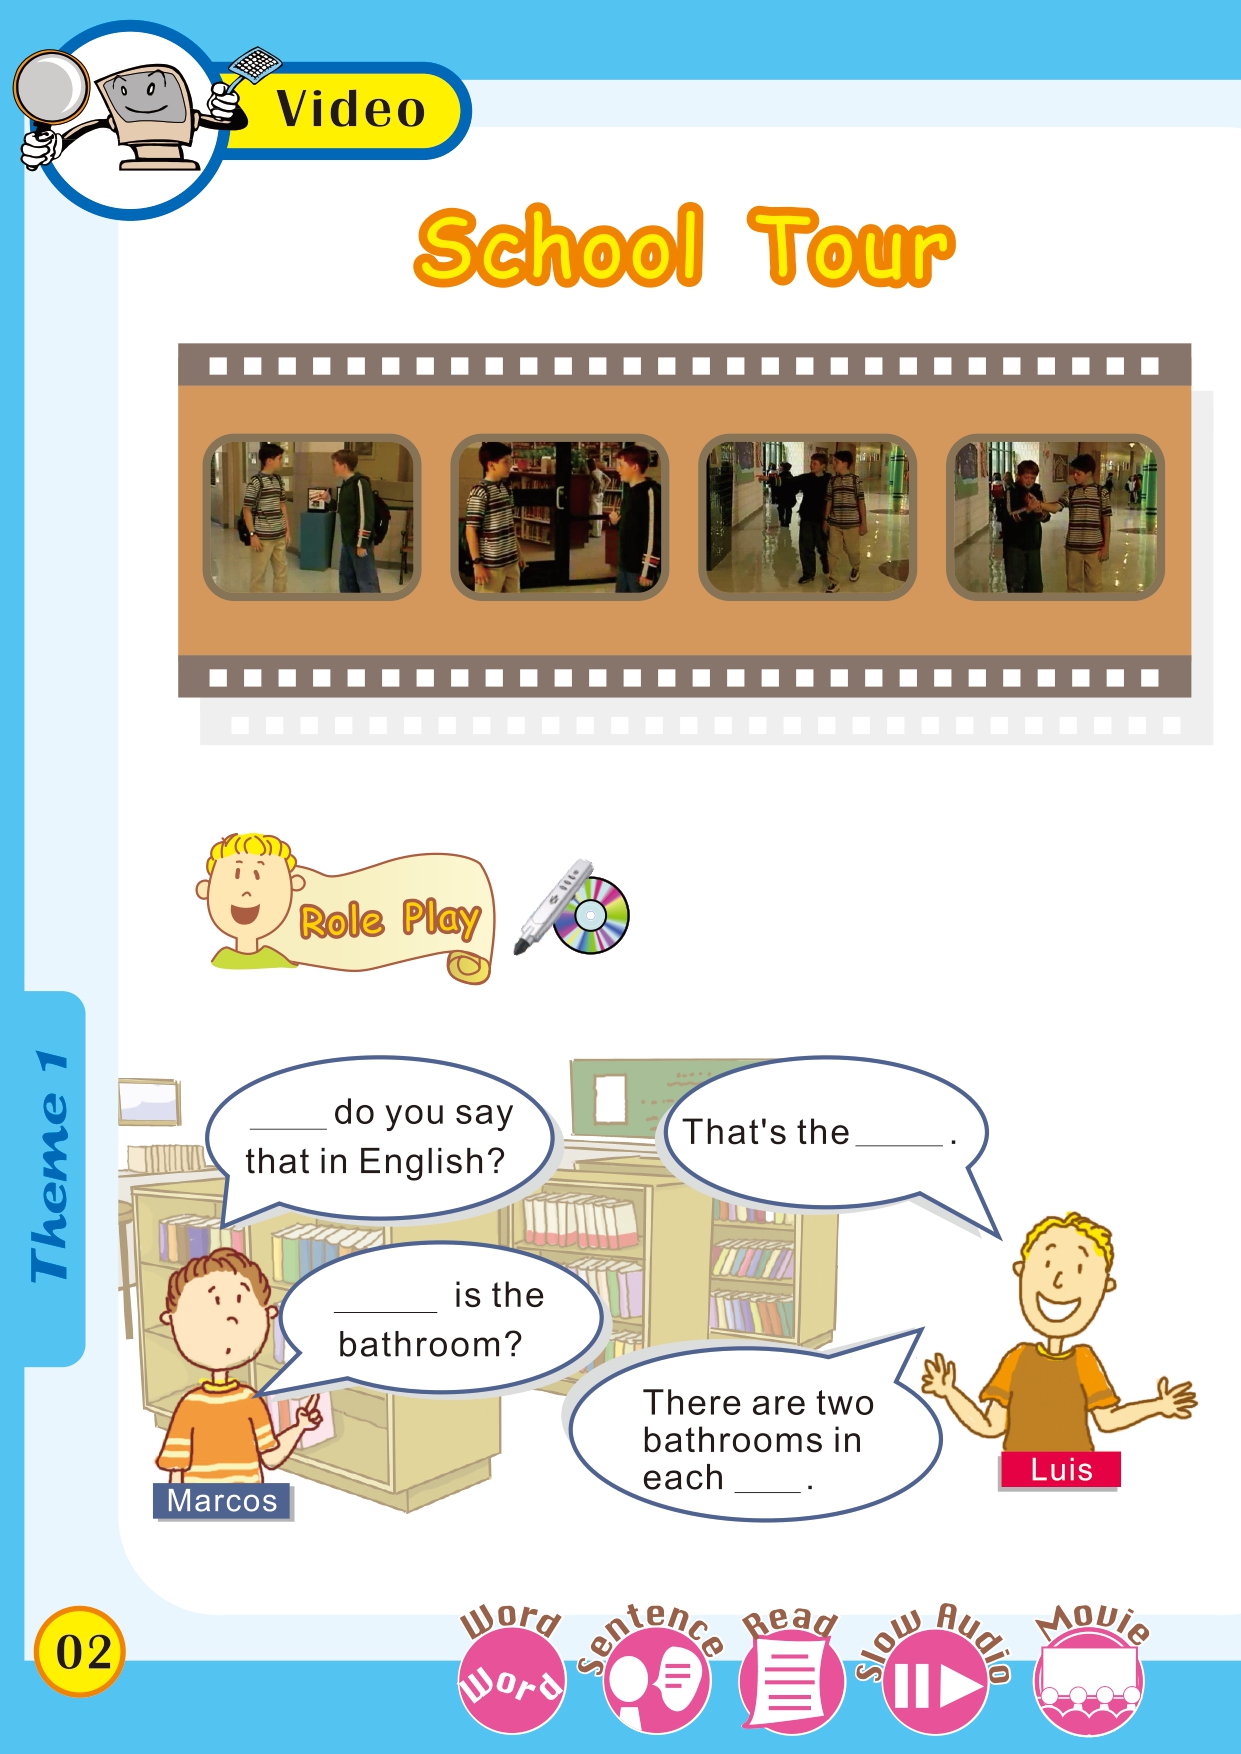 Video
School Tour
Role Play
____ do you say
that in English?
That's the _____ .
_____ is the
bathroom?
There are two
bathrooms in
each ____ .
Marcos
Luis
Theme 1
02
Word
Word
Sentence
Read
Slow Audio
Movie